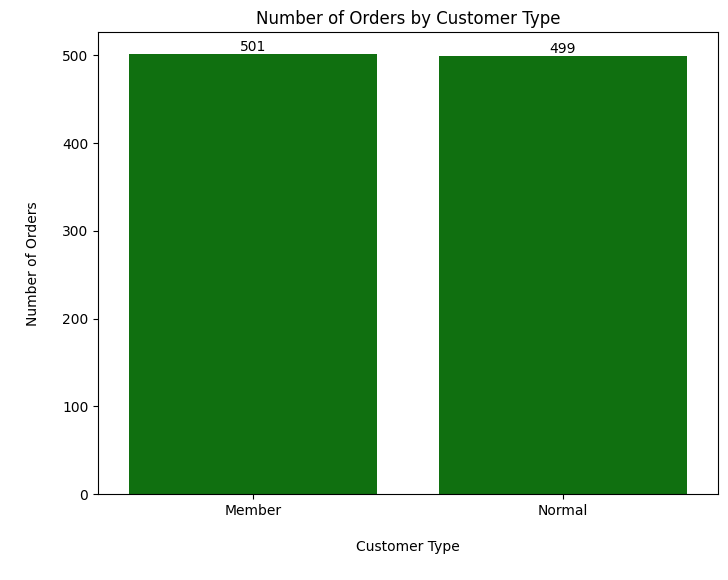 Number of Orders by Customer Type
501
499
500
400
300
200
100
0
Number of Orders
Member
Normal
Customer Type